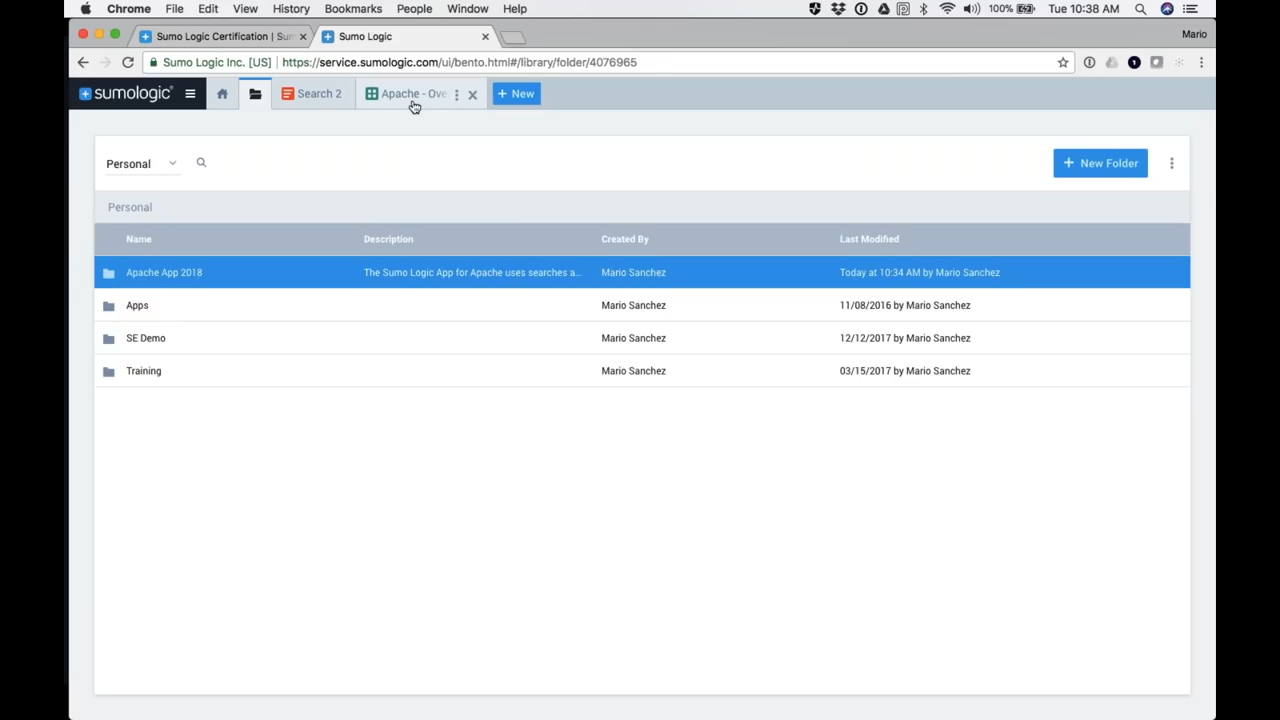 Chrome File Edit View History Bookmarks People Window Help 100% Tue 10:38 AM
Sumo Logic Certification | Sum Sumo Logic Mario
Sumo Logic Inc. [US] https://service.sumologic.com/ui/bento.html#/library/folder/4076965
sumologic Search 2 Apache - Ove + New
Personal + New Folder
Personal
Name Description Created By Last Modified
Apache App 2018 The Sumo Logic App for Apache uses searches a... Mario Sanchez Today at 10:34 AM by Mario Sanchez
Apps Mario Sanchez 11/08/2016 by Mario Sanchez
SE Demo Mario Sanchez 12/12/2017 by Mario Sanchez
Training Mario Sanchez 03/15/2017 by Mario Sanchez